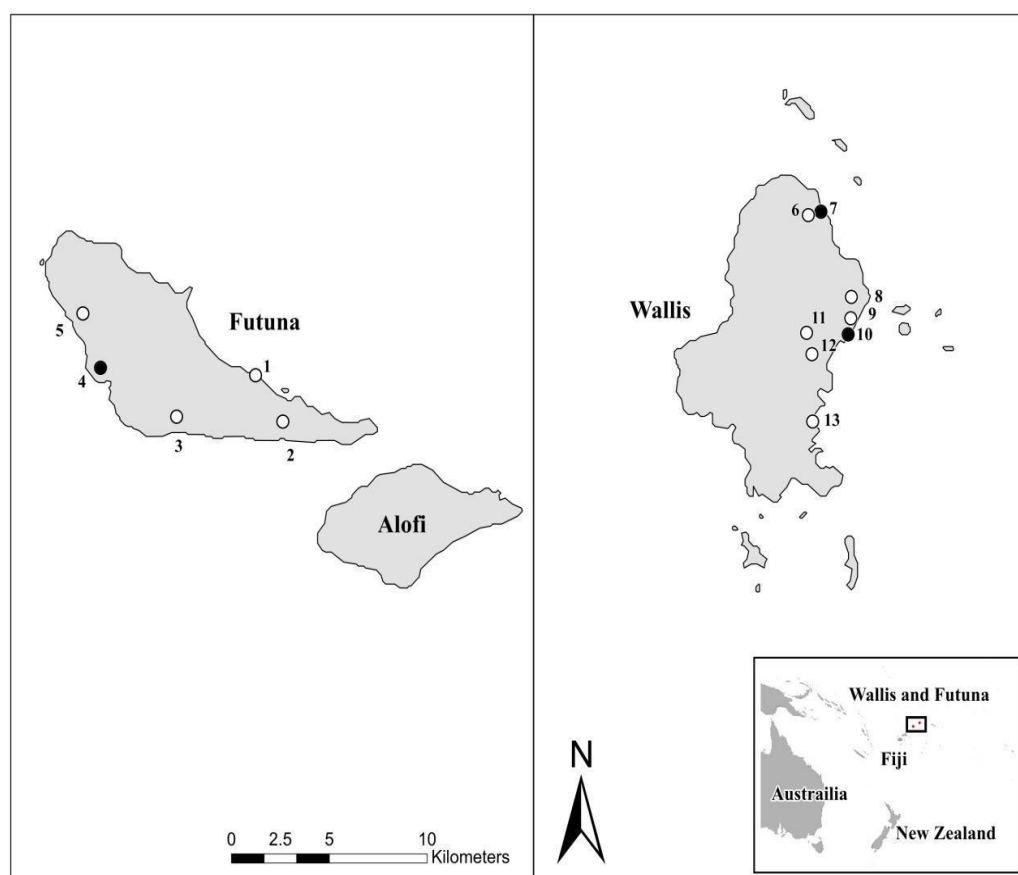 Futuna
5
4
1
3
2
Alofi
0 2.5 5 10
Kilometers
6 7
Wallis
8
9
11
10
12
13
N
Wallis and Futuna
Fiji
Austrailia
New Zealand